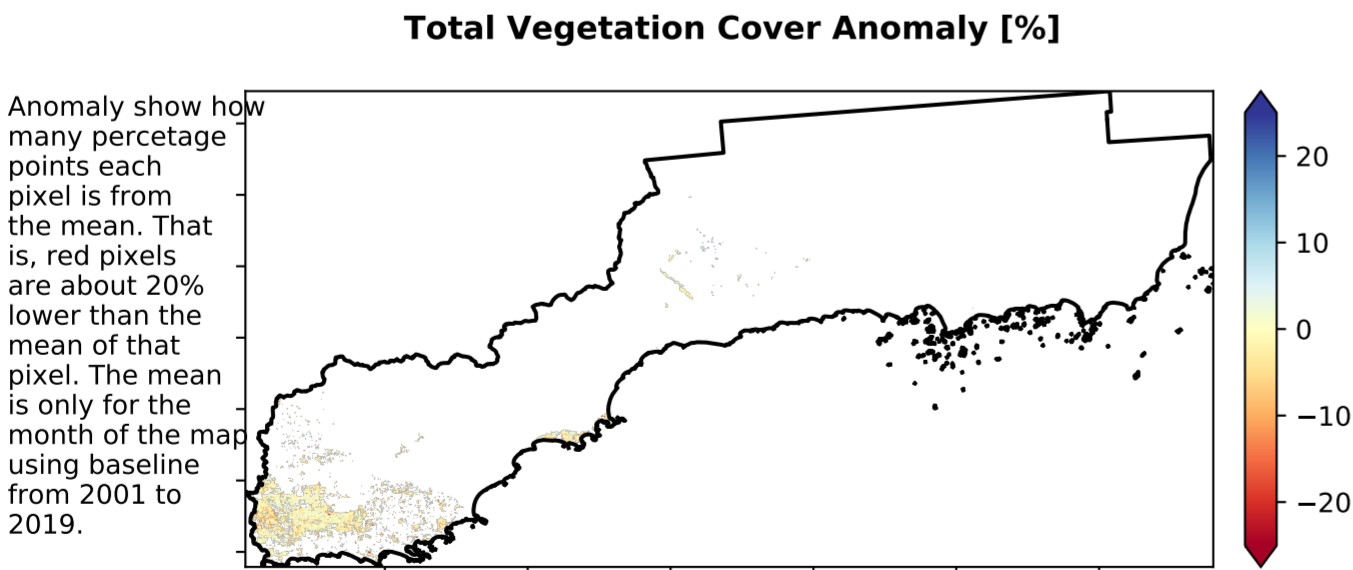 Total Vegetation Cover Anomaly [%]
Anomaly show how
many percetage
points each
pixel is from
the mean. That
is, red pixels
are about 20%
lower than the
mean of that
pixel. The mean
is only for the
month of the map
using baseline
from 2001 to
2019.
20
10
0
−10
−20